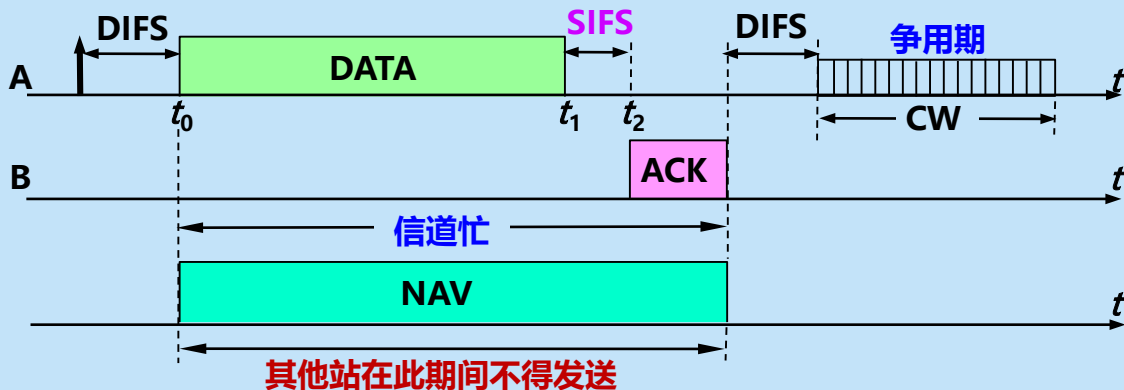 DIFS SIFS DIFS 争用期
A DATA t
t₀ t₁ t₂ CW
B ACK t
信道忙
NAV t
其他站在此期间不得发送